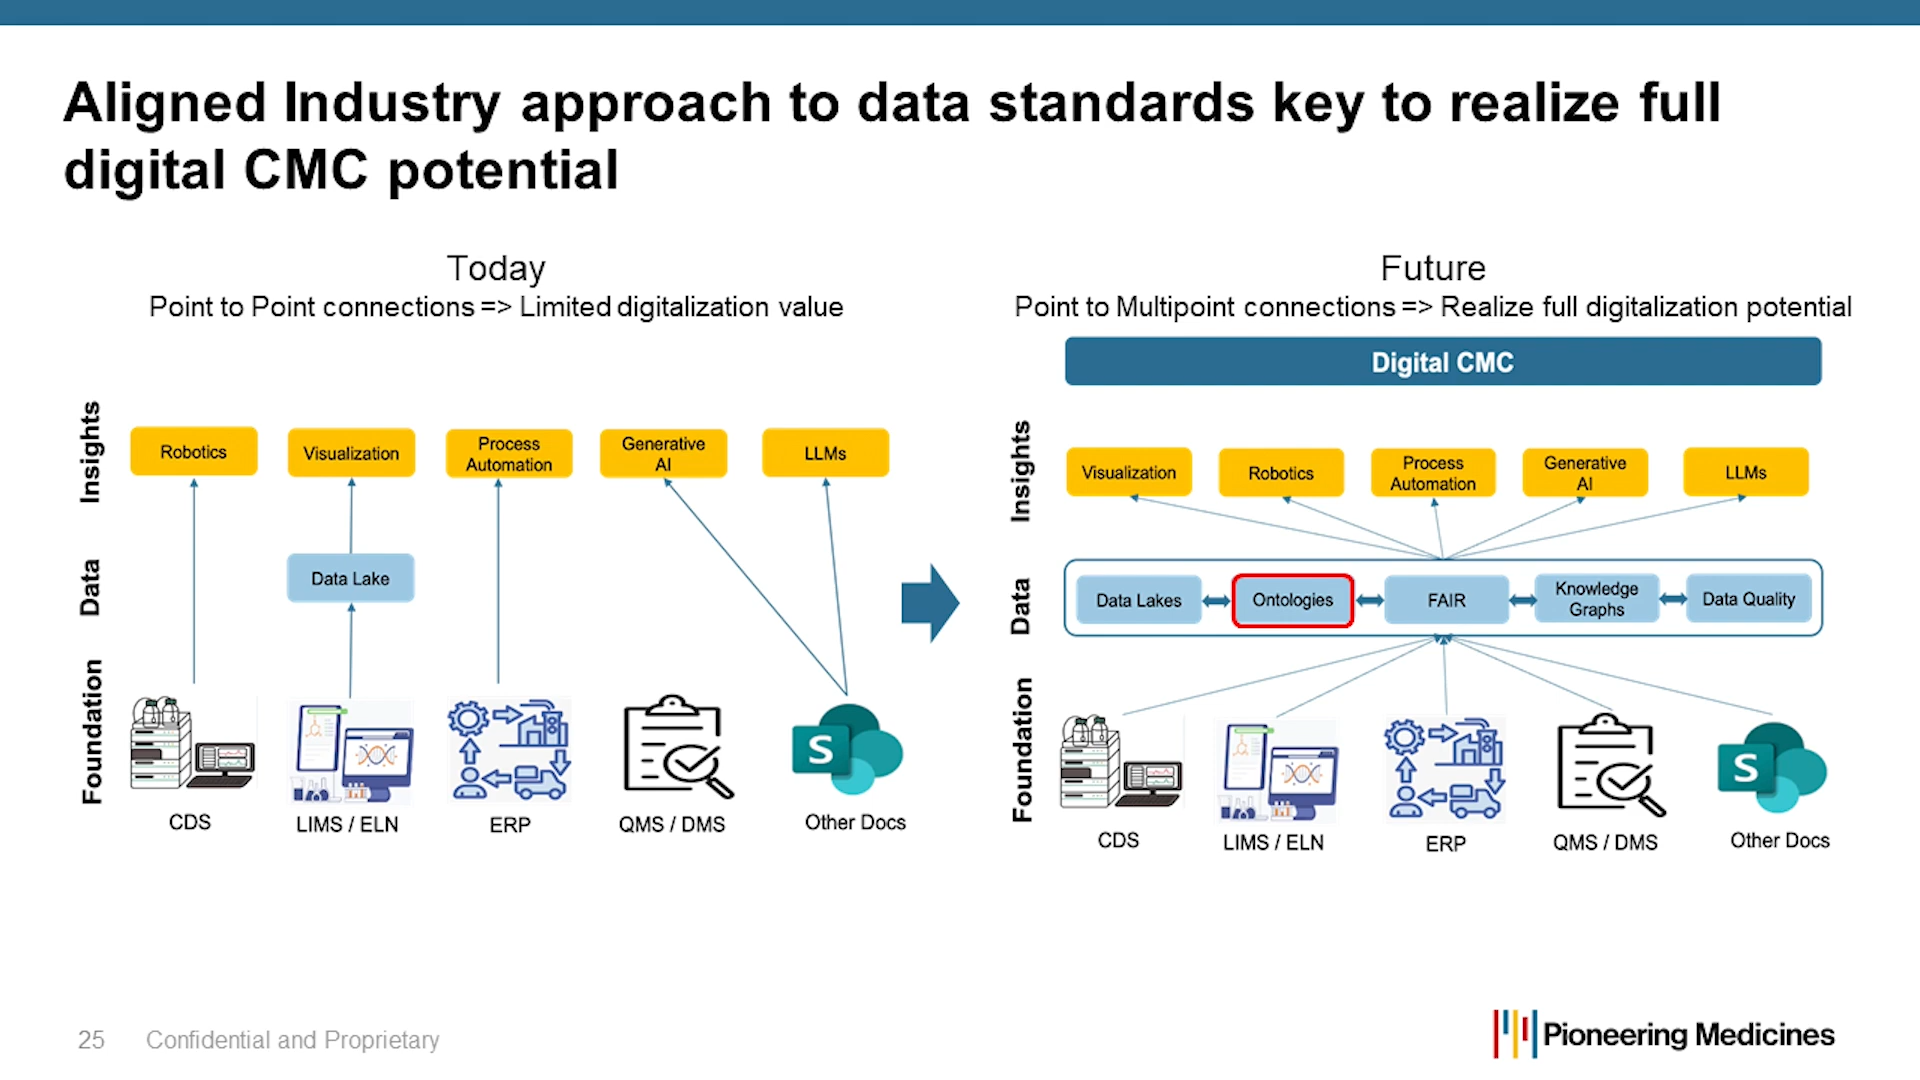 Aligned Industry approach to data standards key to realize full
digital CMC potential
Today
Point to Point connections => Limited digitalization value
Insights
Robotics
Visualization
Process
Automation
Generative
AI
LLMs
Data
Data Lake
Foundation
CDS
LIMS / ELN
ERP
QMS / DMS
S
Other Docs
Future
Point to Multipoint connections => Realize full digitalization potential
Digital CMC
Insights
Visualization
Robotics
Process
Automation
Generative
AI
LLMs
Data
Data Lakes
Ontologies
FAIR
Knowledge
Graphs
Data Quality
Foundation
CDS
LIMS / ELN
ERP
QMS / DMS
S
Other Docs
25
Confidential and Proprietary
Pioneering Medicines